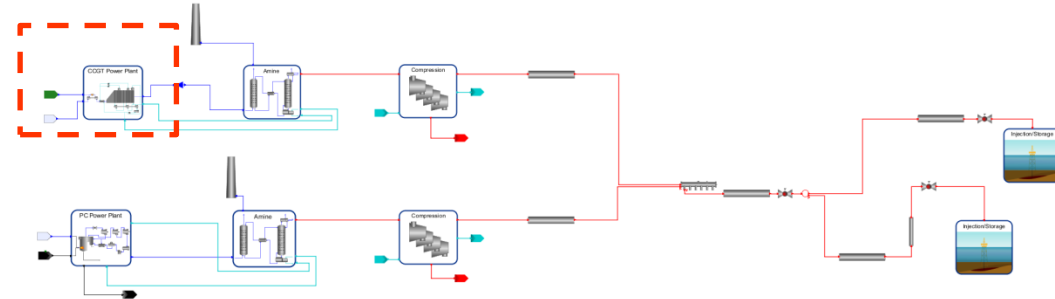 CCGT Power Plant
Amine
Compression
Injection/Storage
PC Power Plant
Amine
Compression
Injection/Storage